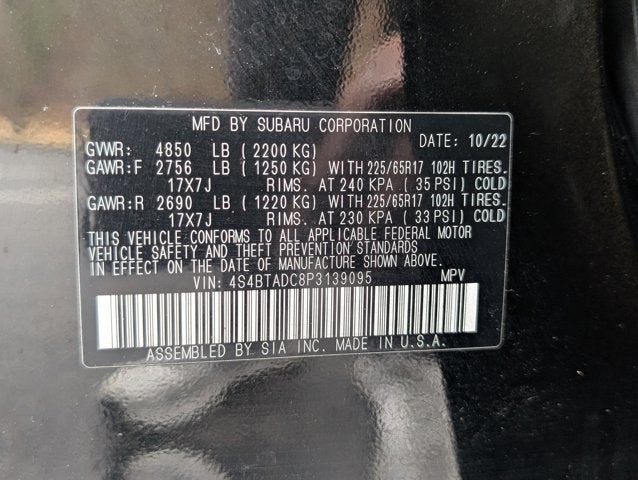 MFD BY SUBARU CORPORATION
DATE: 10/22
GVWR: 4850 LB ( 2200 KG)
GAWR:F 2756 LB ( 1250 KG) WITH 225/65R17 102H TIRES.
17X7J RIMS. AT 240 KPA ( 35 PSI) COLD
GAWR:R 2690 LB ( 1220 KG) WITH 225/65R17 102H TIRES.
17X7J RIMS. AT 230 KPA ( 33 PSI) COLD
THIS VEHICLE CONFORMS TO ALL APPLICABLE FEDERAL MOTOR
VEHICLE SAFETY AND THEFT PREVENTION STANDARDS
IN EFFECT ON THE DATE OF MANUFACTURE SHOWN ABOVE.
VIN: 4S4BTADC8P3139095 MPV
ASSEMBLED BY SIA INC. MADE IN U.S.A.